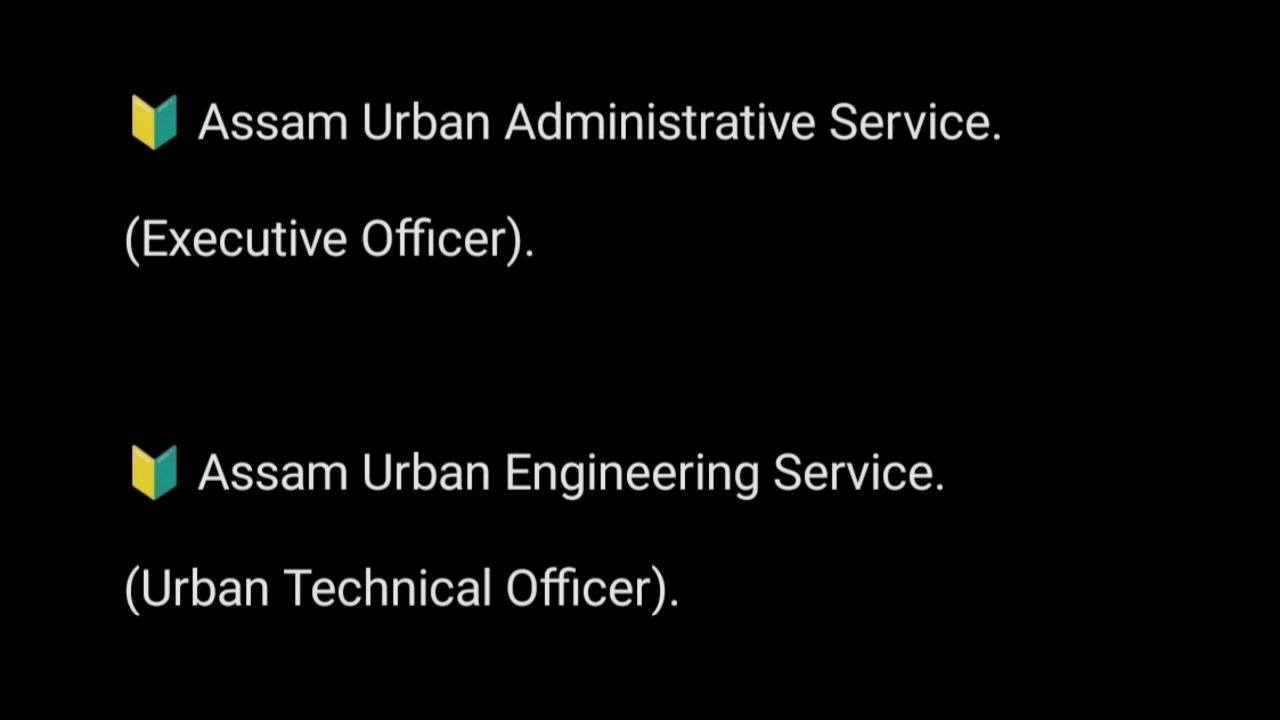 🔰 Assam Urban Administrative Service.
(Executive Officer).
🔰 Assam Urban Engineering Service.
(Urban Technical Officer).